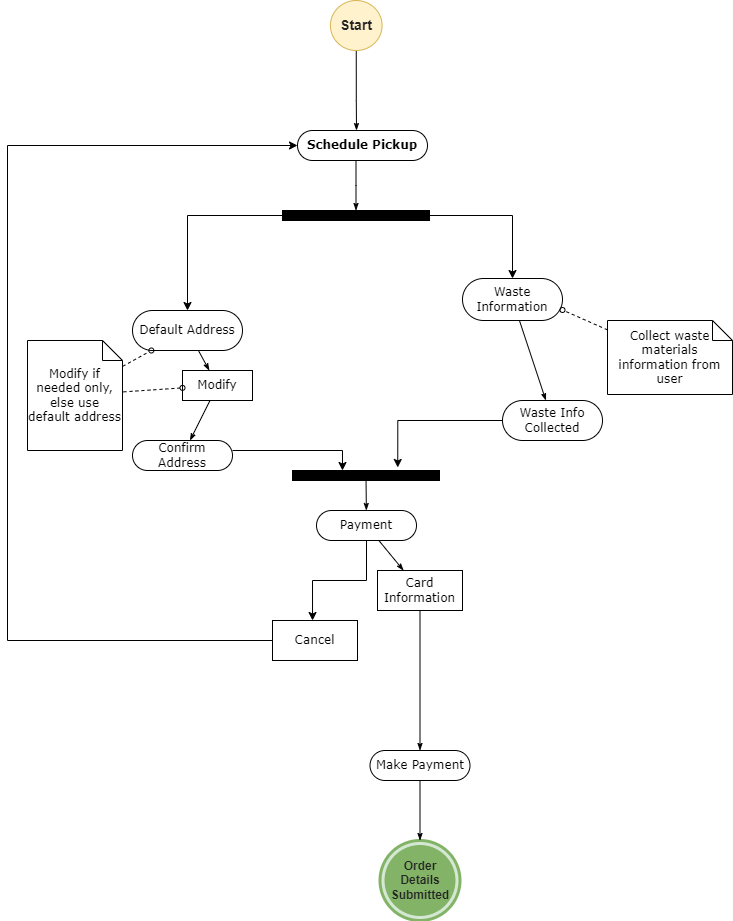 Start
Schedule Pickup
Waste
Information
Default Address
Collect waste
materials
information from
user
Modify if
needed only,
else use
default address
Modify
Waste Info
Collected
Confirm
Address
Payment
Card
Information
Cancel
Make Payment
Order
Details
Submitted